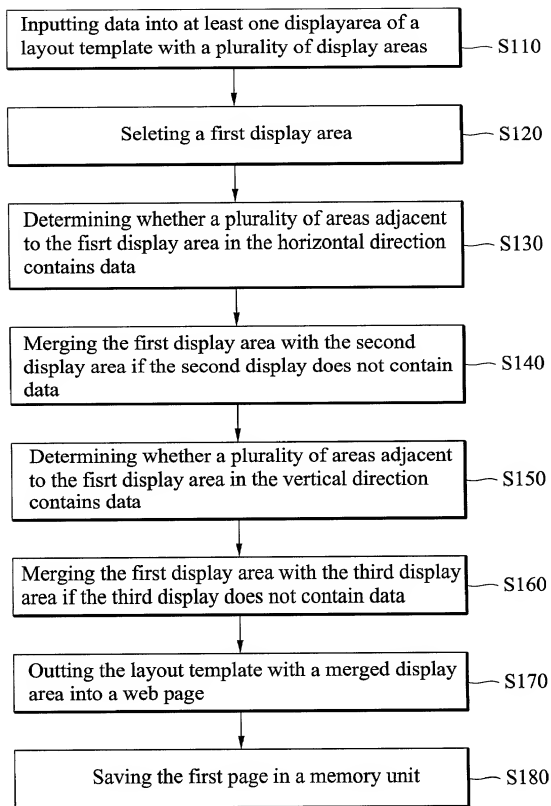 Inputting data into at least one displayarea of a
layout template with a plurality of display areas
S110
Seleting a first display area
S120
Determining whether a plurality of areas adjacent
to the fisrt display area in the horizontal direction
contains data
S130
Merging the first display area with the second
display area if the second display does not contain
data
S140
Determining whether a plurality of areas adjacent
to the fisrt display area in the vertical direction
contains data
S150
Merging the first display area with the third display
area if the third display does not contain data
S160
Outting the layout template with a merged display
area into a web page
S170
Saving the first page in a memory unit
S180